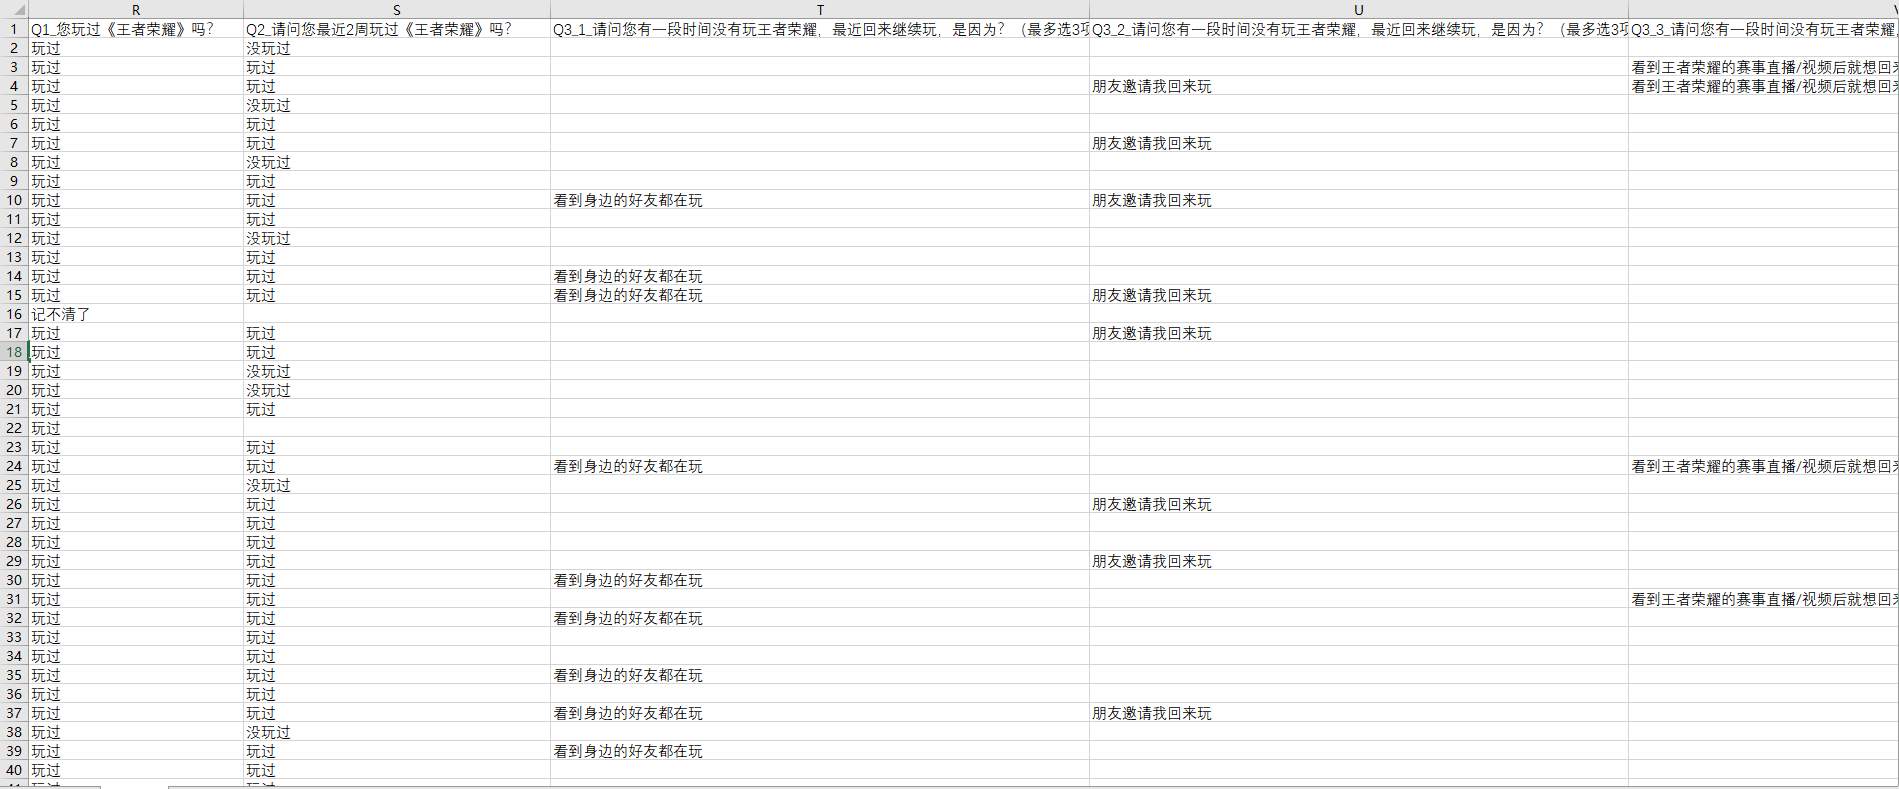 R S T U
1 Q1_您玩过《王者荣耀》吗? Q2_请问您最近2周玩过《王者荣耀》吗? Q3_1_请问您有一段时间没有玩王者荣耀，最近回来继续玩，是因为？（最多选3项 Q3_2_请问您有一段时间没有玩王者荣耀，最近回来继续玩，是因为？（最多选3项 Q3_3_请问您有一段时间没有玩王者荣耀,
2 玩过 没玩过
3 玩过 玩过 看到王者荣耀的赛事直播/视频后就想回来
4 玩过 玩过 朋友邀请我回来玩 看到王者荣耀的赛事直播/视频后就想回来
5 玩过 没玩过
6 玩过 玩过
7 玩过 玩过 朋友邀请我回来玩
8 玩过 没玩过
9 玩过 玩过
10 玩过 玩过 看到身边的好友都在玩 朋友邀请我回来玩
11 玩过 玩过
12 玩过 没玩过
13 玩过 玩过
14 玩过 玩过 看到身边的好友都在玩
15 玩过 玩过 看到身边的好友都在玩 朋友邀请我回来玩
16 记不清了
17 玩过 玩过 朋友邀请我回来玩
18 玩过 玩过
19 玩过 没玩过
20 玩过 没玩过
21 玩过 玩过
22 玩过
23 玩过 玩过
24 玩过 玩过 看到身边的好友都在玩 看到王者荣耀的赛事直播/视频后就想回来
25 玩过 没玩过
26 玩过 玩过 朋友邀请我回来玩
27 玩过 玩过
28 玩过 玩过
29 玩过 玩过 朋友邀请我回来玩
30 玩过 玩过 看到身边的好友都在玩
31 玩过 玩过 看到王者荣耀的赛事直播/视频后就想回来
32 玩过 玩过 看到身边的好友都在玩
33 玩过 玩过
34 玩过 玩过
35 玩过 玩过 看到身边的好友都在玩
36 玩过 玩过
37 玩过 玩过 看到身边的好友都在玩 朋友邀请我回来玩
38 玩过 没玩过
39 玩过 玩过 看到身边的好友都在玩
40 玩过 玩过